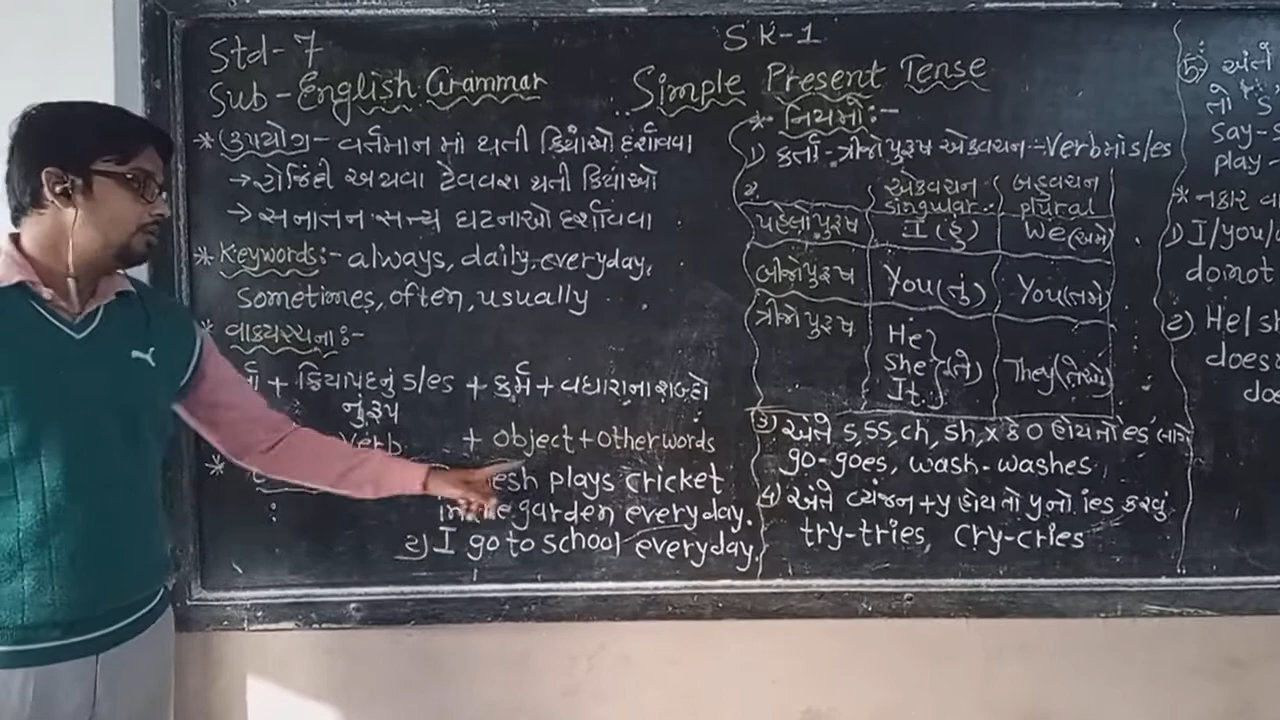 Std- 7
Sub - English Grammar
SK-1
Simple Present Tense
* ઉપયોગ - વર્તમાન માં થતી ક્રિયાઓ દર્શાવવા
→ રોજિંદી અથવા ટેવવશ થતી ક્રિયાઓ
→ સનાતન સત્ય ઘટનાઓ દર્શાવવા
* Keywords:- always, daily, everyday,
sometimes, often, usually
* વાક્યરચના:-
+ ક્રિયાપદનું s/es + કર્મ + વધારાના શબ્દો
નું રૂપ
Verb + object + other words
plays cricket
garden everyday.
૨) I go to school everyday.
* નિયમો:-
૧) કર્તા - ત્રીજો પુરુષ એકવચન - Verbમાં s/es
૨. એકવચન singular બહુવચન plural
પહેલો પુરુષ I (હું) We (અમે)
બીજો પુરુષ You (તું) You (તમે)
ત્રીજો પુરુષ He She It (તે) They (તેઓ)
૩) અંતે s, ss, ch, sh, x કે o હોય તો 'es' લાગે
go-goes, wash-washes
૪) અંતે વ્યંજન + y હોય તો y નો ies કરવું
try-tries, cry-cries
૫) અંતે
તો 's'
say-
play-
* નકાર વા
૧) I/you/
donot
૨) He/sh
does
do